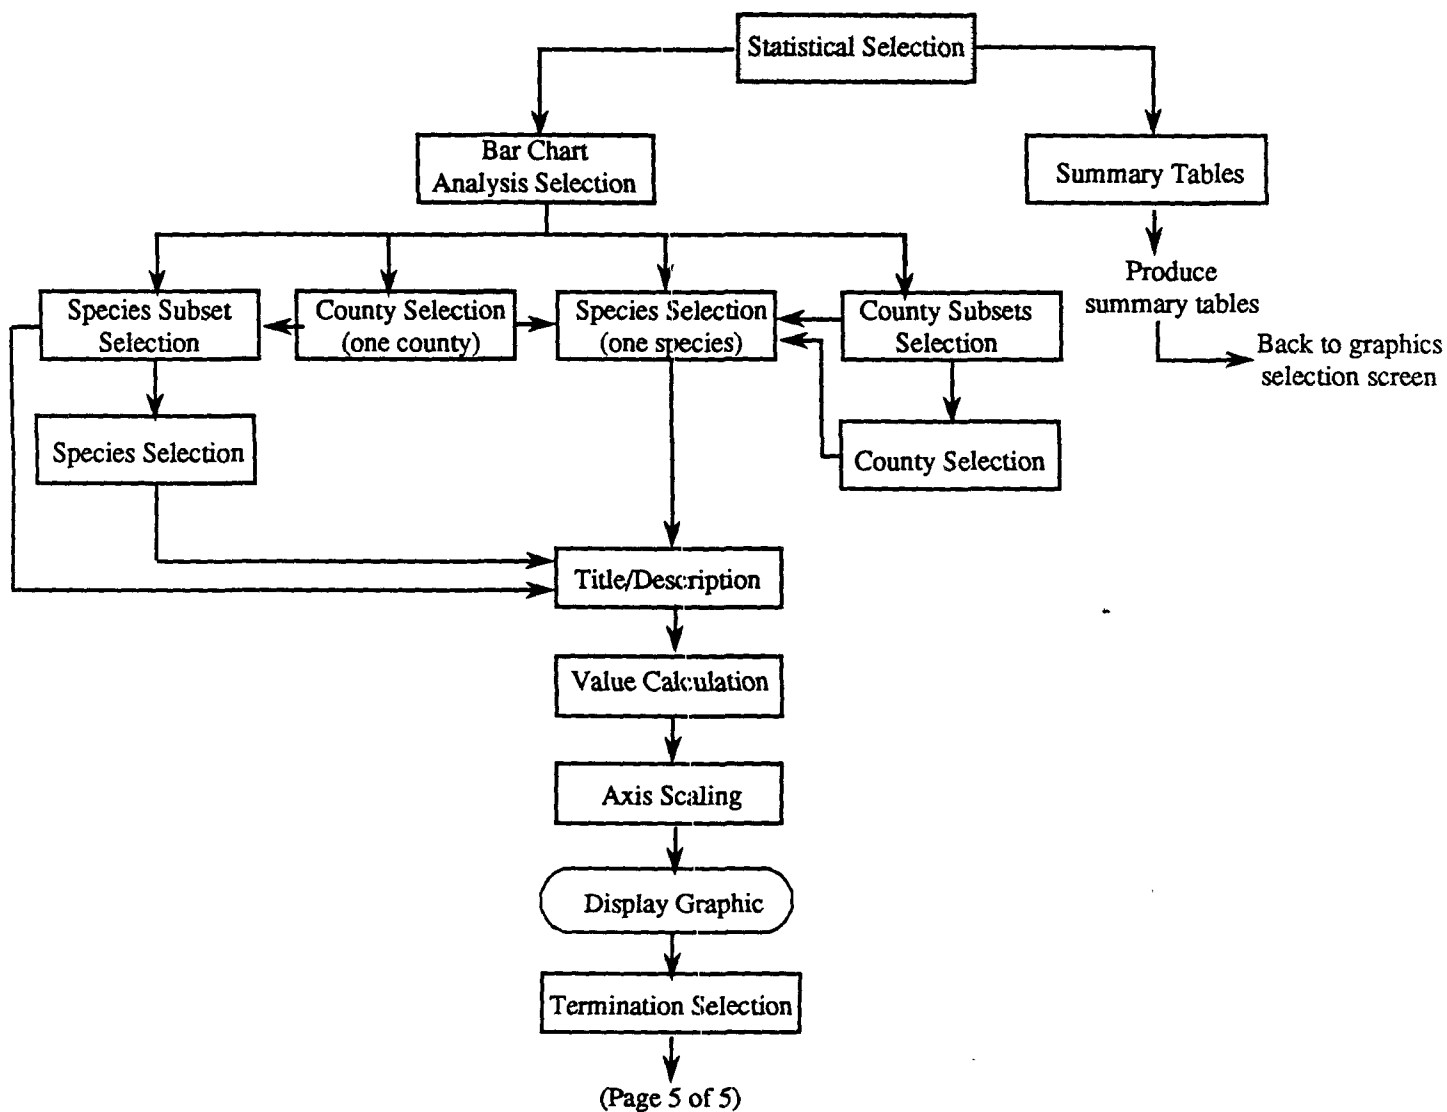 Statistical Selection
Bar Chart
Analysis Selection
Summary Tables
Produce
summary tables
Back to graphics
selection screen
Species Subset
Selection
County Selection
(one county)
Species Selection
(one species)
County Subsets
Selection
Species Selection
County Selection
Title/Description
Value Calculation
Axis Scaling
Display Graphic
Termination Selection
(Page 5 of 5)